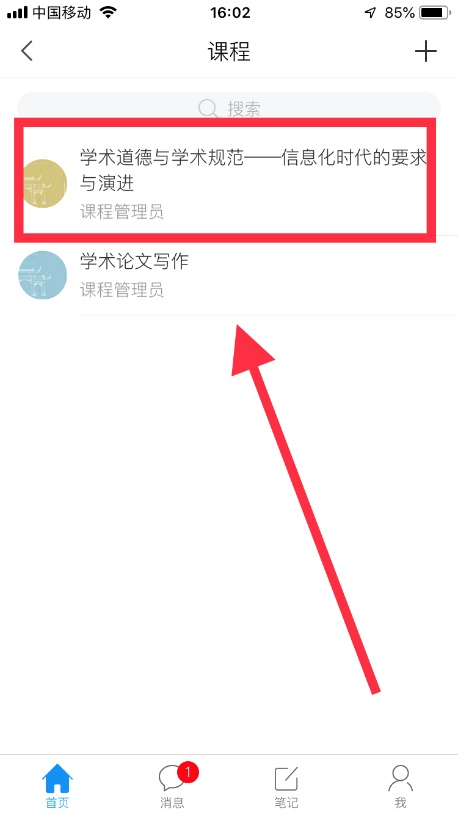 中国移动 16:02 85%
课程
搜索
学术道德与学术规范——信息化时代的要求
与演进
课程管理员
学术论文写作
课程管理员
1
首页 消息 笔记 我